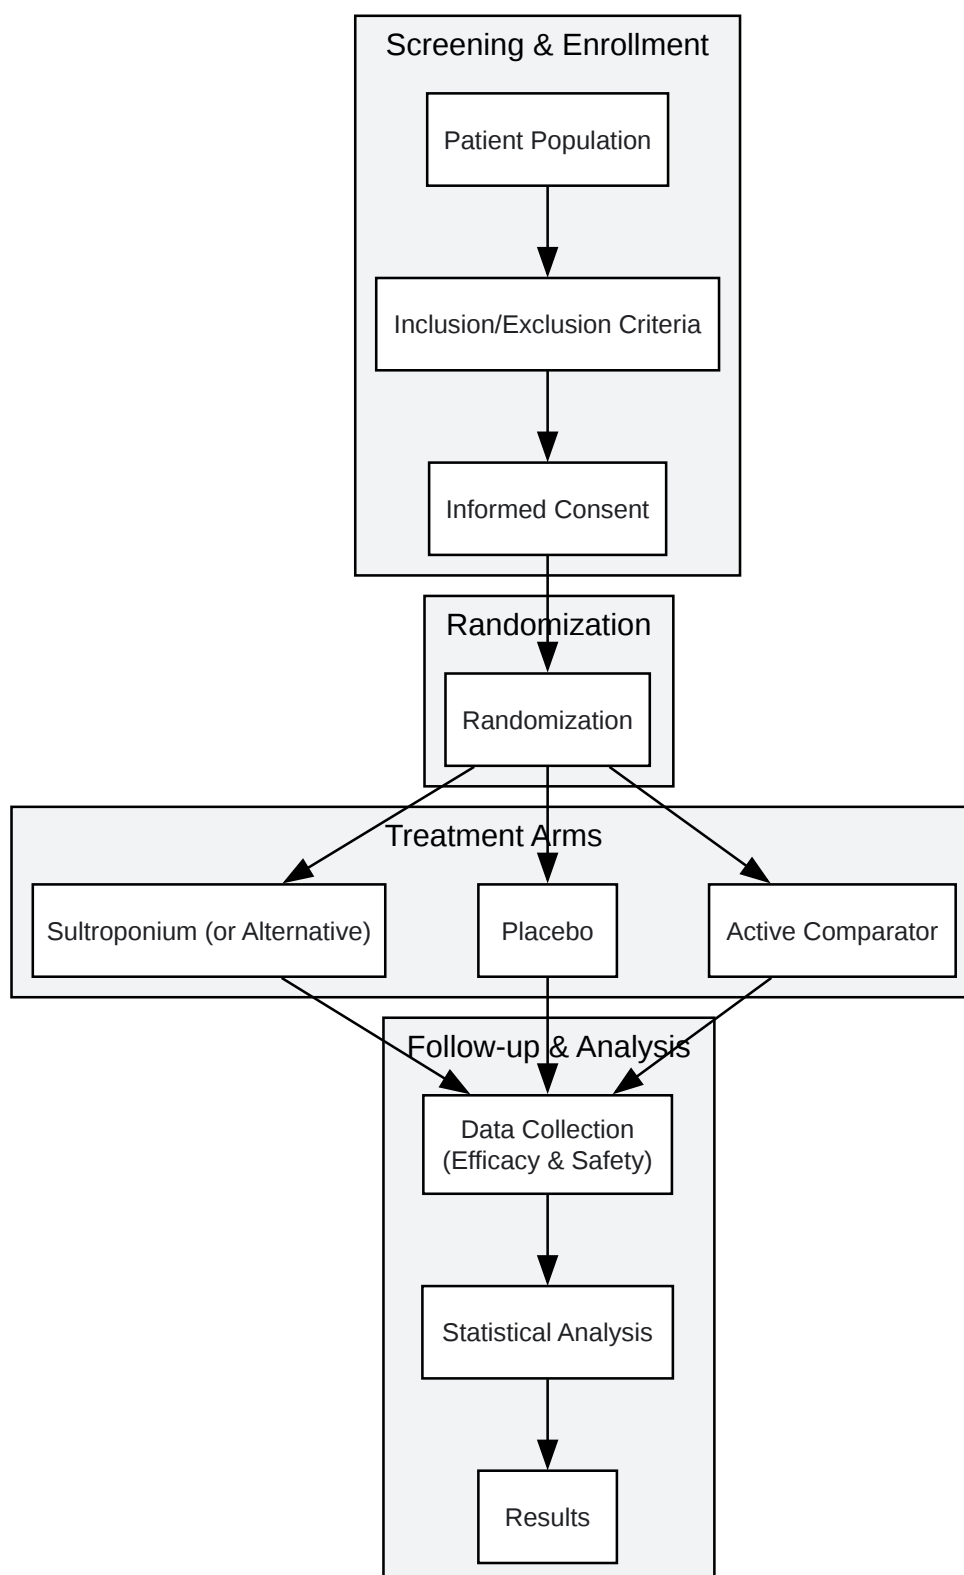 Screening & Enrollment
Patient Population
Inclusion/Exclusion Criteria
Informed Consent
Randomization
Randomization
Treatment Arms
Sultroponium (or Alternative)
Placebo
Active Comparator
Follow-up & Analysis
Data Collection
(Efficacy & Safety)
Statistical Analysis
Results